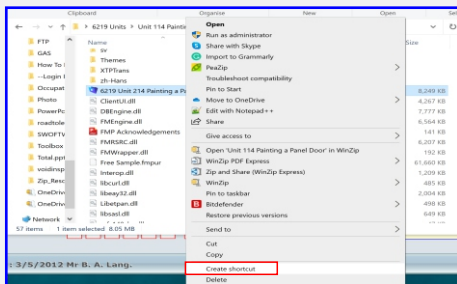 Clipboard Organise New Select
6219 Units Unit 114 Painti
FTP
GAS
How To
--Login
Occupat
Photo
PowerPo
roadtole
SWOFTV
Toolbox
Total.ppt
voidinsp
Zip_Resc
OneDrive
OneDrive
Network
Name
sv
Themes
XTPTrans
zh-Hans
6219 Unit 214 Painting a Pa
ClientUI.dll
DBEngine.dll
FMEngine.dll
FMP Acknowledgements
FMRSRC.dll
FMWrapper.dll
Free Sample.fmpur
Interop.dll
libcurl.dll
libeay32.dll
Libetpan.dll
libsasl.dll
57 items 1 item selected 8.05 MB
Open
Run as administrator
Share with Skype
Import to Grammarly
PeaZip
Troubleshoot compatibility
Pin to Start
Move to OneDrive
Edit with Notepad++
Share
Give access to
Open 'Unit 114 Painting a Panel Door' in WinZip
WinZip PDF Express
Zip and Share (WinZip Express)
WinZip
Pin to taskbar
Bitdefender
Restore previous versions
Send to
Cut
Copy
Create shortcut
Delete
Size
8,249 KB
4,267 KB
7,777 KB
6,564 KB
141 KB
6,207 KB
192 KB
61,660 KB
1,209 KB
485 KB
2,004 KB
498 KB
649 KB
: 3/5/2012 Mr B. A. Lang.